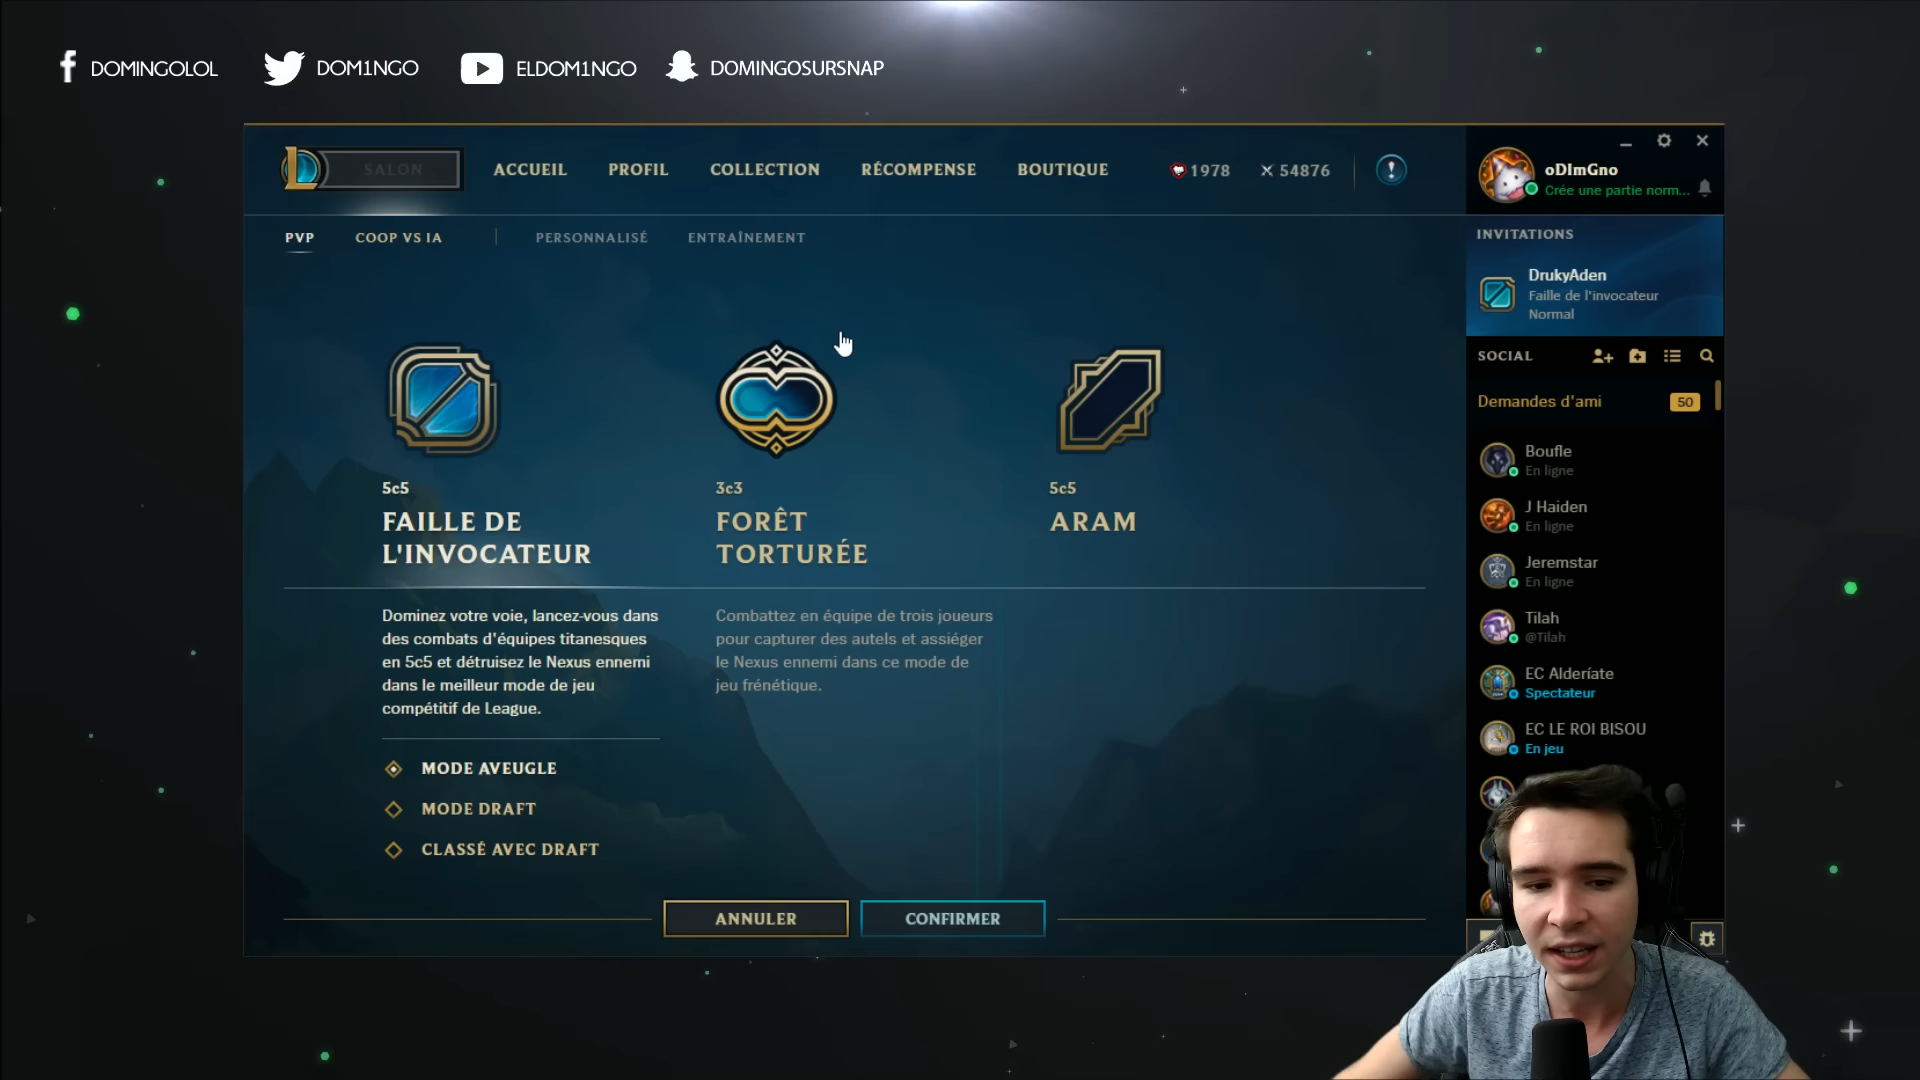 DOMINGOLOL
DOM1NGO
ELDOM1NGO
DOMINGOSURSNAP
SALON
ACCUEIL
PROFIL
COLLECTION
RÉCOMPENSE
BOUTIQUE
1978
54876
oDImGno
Crée une partie norm...
PVP
COOP VS IA
PERSONNALISÉ
ENTRAÎNEMENT
INVITATIONS
DrukyAden
Faille de l'invocateur
Normal
SOCIAL
Demandes d'ami
50
Boufle
En ligne
J Haiden
En ligne
Jeremstar
En ligne
Tilah
@Tilah
EC Alderíate
Spectateur
EC LE ROI BISOU
En jeu
5c5
FAILLE DE
L'INVOCATEUR
Dominez votre voie, lancez-vous dans
des combats d'équipes titanesques
en 5c5 et détruisez le Nexus ennemi
dans le meilleur mode de jeu
compétitif de League.
MODE AVEUGLE
MODE DRAFT
CLASSÉ AVEC DRAFT
3c3
FORÊT
TORTURÉE
Combattez en équipe de trois joueurs
pour capturer des autels et assiéger
le Nexus ennemi dans ce mode de
jeu frénétique.
5c5
ARAM
ANNULER
CONFIRMER